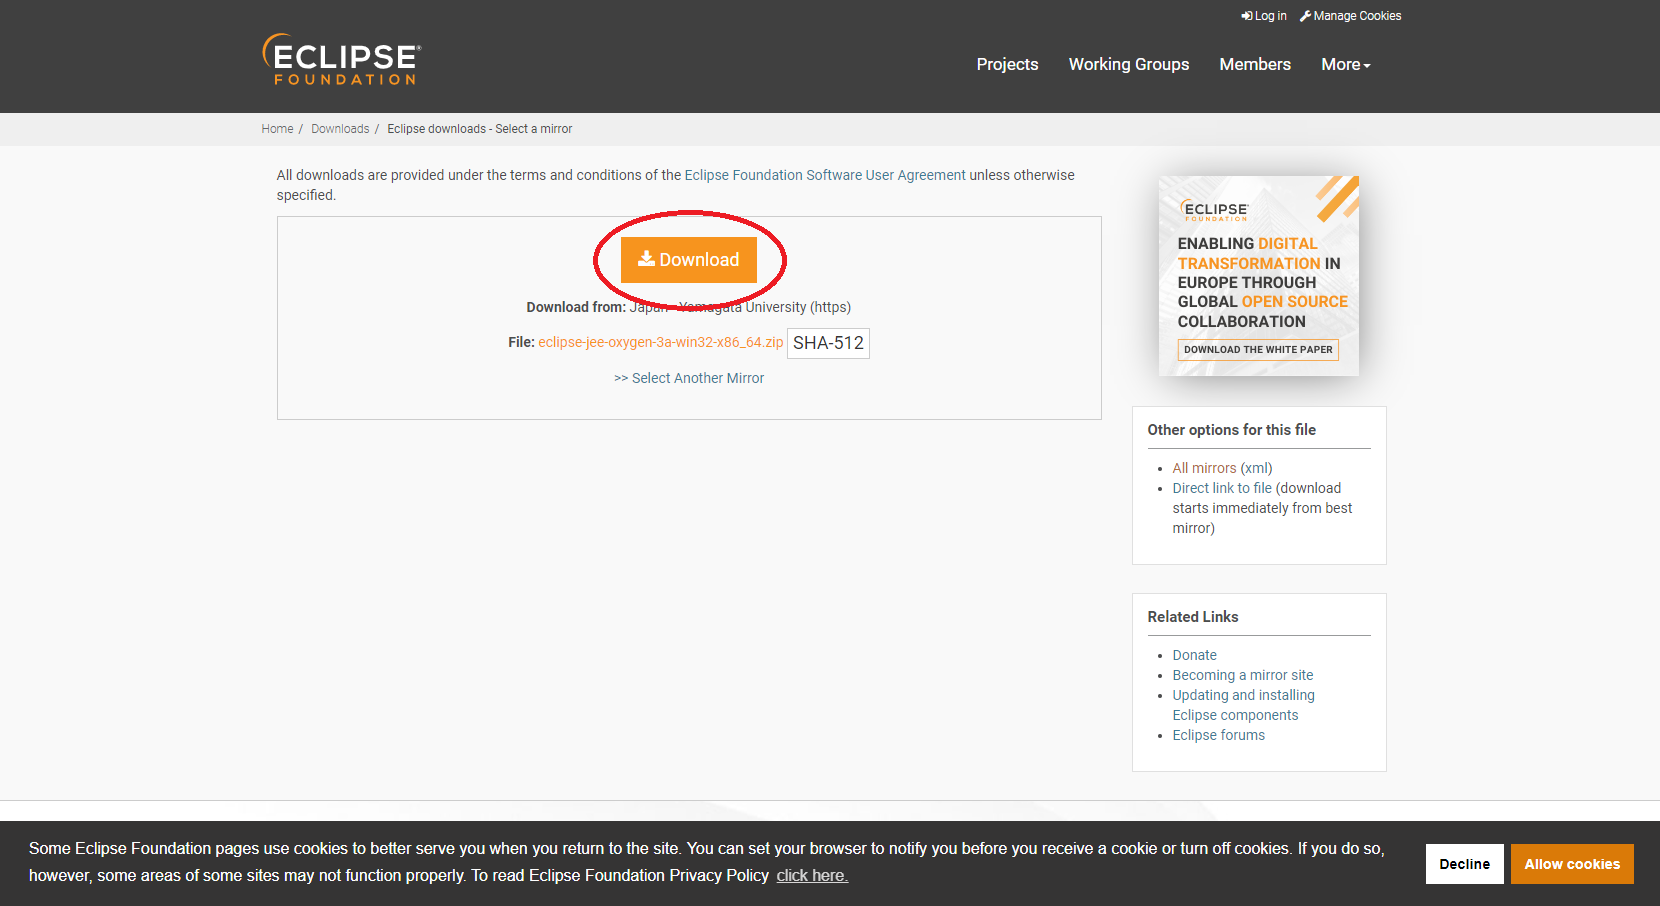 Log in
Manage Cookies
ECLIPSE®
FOUNDATION
Projects
Working Groups
Members
More
Home / Downloads / Eclipse downloads - Select a mirror
All downloads are provided under the terms and conditions of the Eclipse Foundation Software User Agreement unless otherwise
specified.
Download
Download from: Japan - Yamagata University (https)
File: eclipse-jee-oxygen-3a-win32-x86_64.zip SHA-512
>> Select Another Mirror
ECLIPSE
FOUNDATION
ENABLING DIGITAL
TRANSFORMATION IN
EUROPE THROUGH
GLOBAL OPEN SOURCE
COLLABORATION
DOWNLOAD THE WHITE PAPER
Other options for this file
All mirrors (xml)
Direct link to file (download
starts immediately from best
mirror)
Related Links
Donate
Becoming a mirror site
Updating and installing
Eclipse components
Eclipse forums
Some Eclipse Foundation pages use cookies to better serve you when you return to the site. You can set your browser to notify you before you receive a cookie or turn off cookies. If you do so,
however, some areas of some sites may not function properly. To read Eclipse Foundation Privacy Policy click here.
Decline
Allow cookies